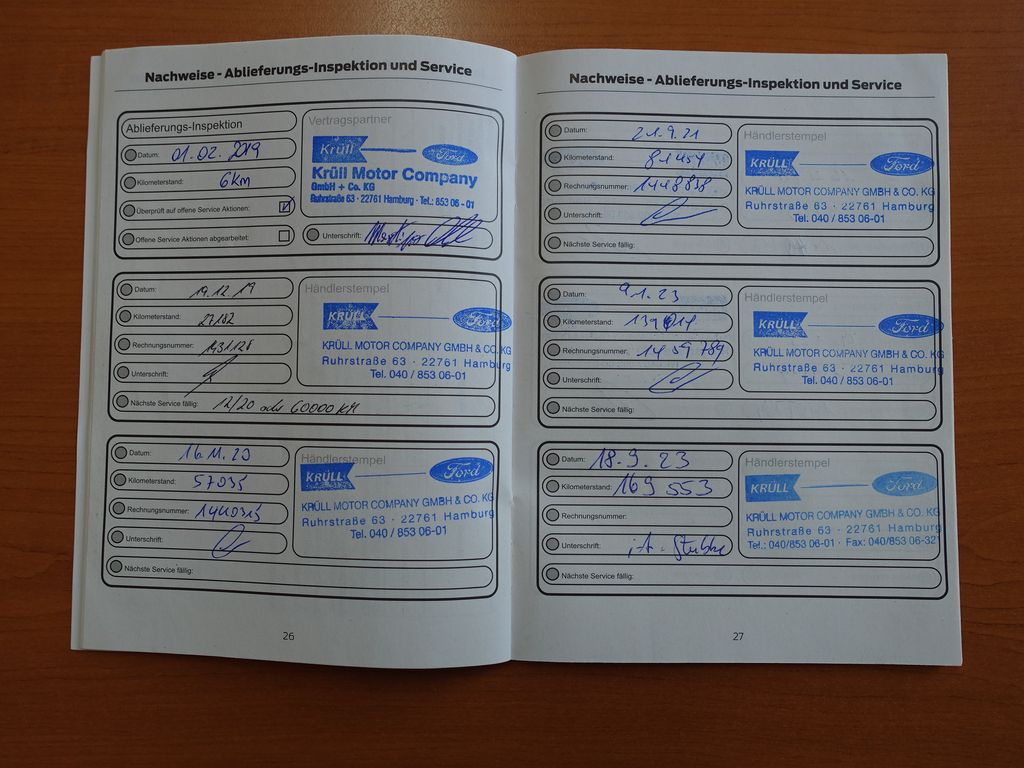 Nachweise - Ablieferungs-Inspektion und Service
Ablieferungs-Inspektion
Datum: 01.02.2019
Kilometerstand: 6km
Überprüft auf offene Service Aktionen:
Offene Service Aktionen abgearbeitet:
Vertragspartner
Krüll Ford
Krüll Motor Company
GmbH + Co. KG
Ruhrstraße 63 · 22761 Hamburg · Tel.: 853 06 - 01
Unterschrift:
Datum: 19.12.19
Kilometerstand: 27182
Rechnungsnummer:
Unterschrift:
Nächste Service fällig: 12/20 oder 60000 KM
Händlerstempel
KRÜLL Ford
KRÜLL MOTOR COMPANY GMBH & CO. KG
Ruhrstraße 63 · 22761 Hamburg
Tel. 040 / 853 06-01
Datum:
Kilometerstand: 57035
Rechnungsnummer:
Unterschrift:
Nächste Service fällig:
Händlerstempel
KRÜLL Ford
KRÜLL MOTOR COMPANY GMBH & CO. KG
Ruhrstraße 63 · 22761 Hamburg
Tel. 040 / 853 06-01
26
Nachweise - Ablieferungs-Inspektion und Service
Datum: 21.9.21
Kilometerstand: 81454
Rechnungsnummer: 1448838
Unterschrift:
Nächste Service fällig:
Händlerstempel
KRÜLL Ford
KRÜLL MOTOR COMPANY GMBH & CO. KG
Ruhrstraße 63 · 22761 Hamburg
Tel. 040 / 853 06-01
Datum: 9.1.23
Kilometerstand: 139014
Rechnungsnummer: 1459789
Unterschrift:
Nächste Service fällig:
Händlerstempel
KRÜLL Ford
KRÜLL MOTOR COMPANY GMBH & CO. KG
Ruhrstraße 63 · 22761 Hamburg
Tel. 040 / 853 06-01
Datum: 18.9.23
Kilometerstand: 169 553
Rechnungsnummer:
Unterschrift: i.A.
Nächste Service fällig:
Händlerstempel
KRÜLL Ford
KRÜLL MOTOR COMPANY GMBH & CO. KG
Ruhrstraße 63 · 22761 Hamburg
Tel.: 040/853 06-01 · Fax: 040/853 06-321
27